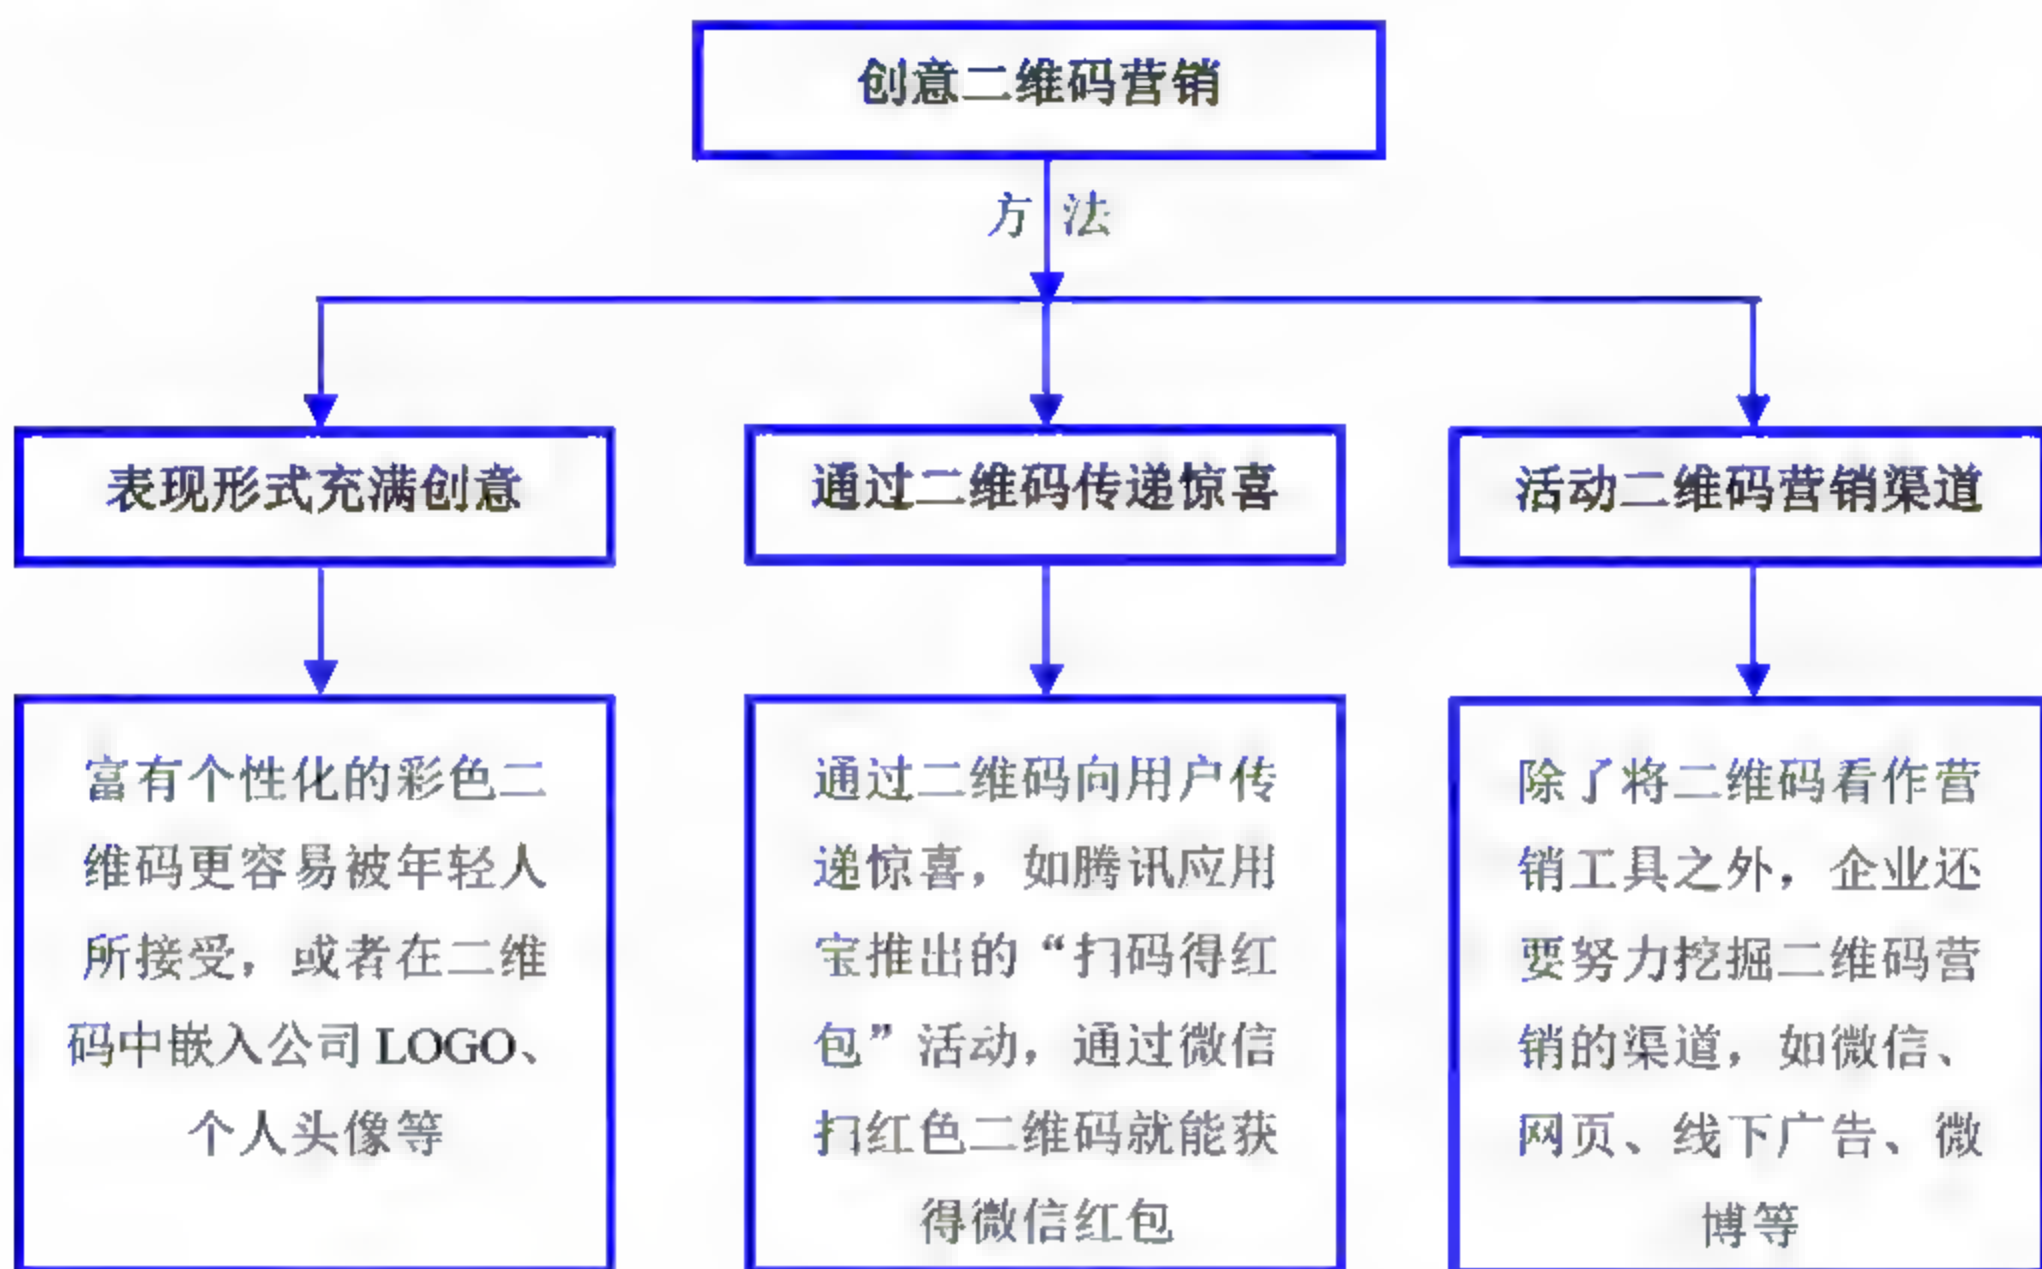 创意二维码营销
方法
表现形式充满创意
通过二维码传递惊喜
活动二维码营销渠道
富有个性化的彩色二
维码更容易被年轻人
所接受，或者在二维
码中嵌入公司 LOGO、
个人头像等
通过二维码向用户传
递惊喜，如腾讯应用
宝推出的“扫码得红
包”活动，通过微信
扫红色二维码就能获
得微信红包
除了将二维码看作营
销工具之外，企业还
要努力挖掘二维码营
销的渠道，如微信、
网页、线下广告、微
博等